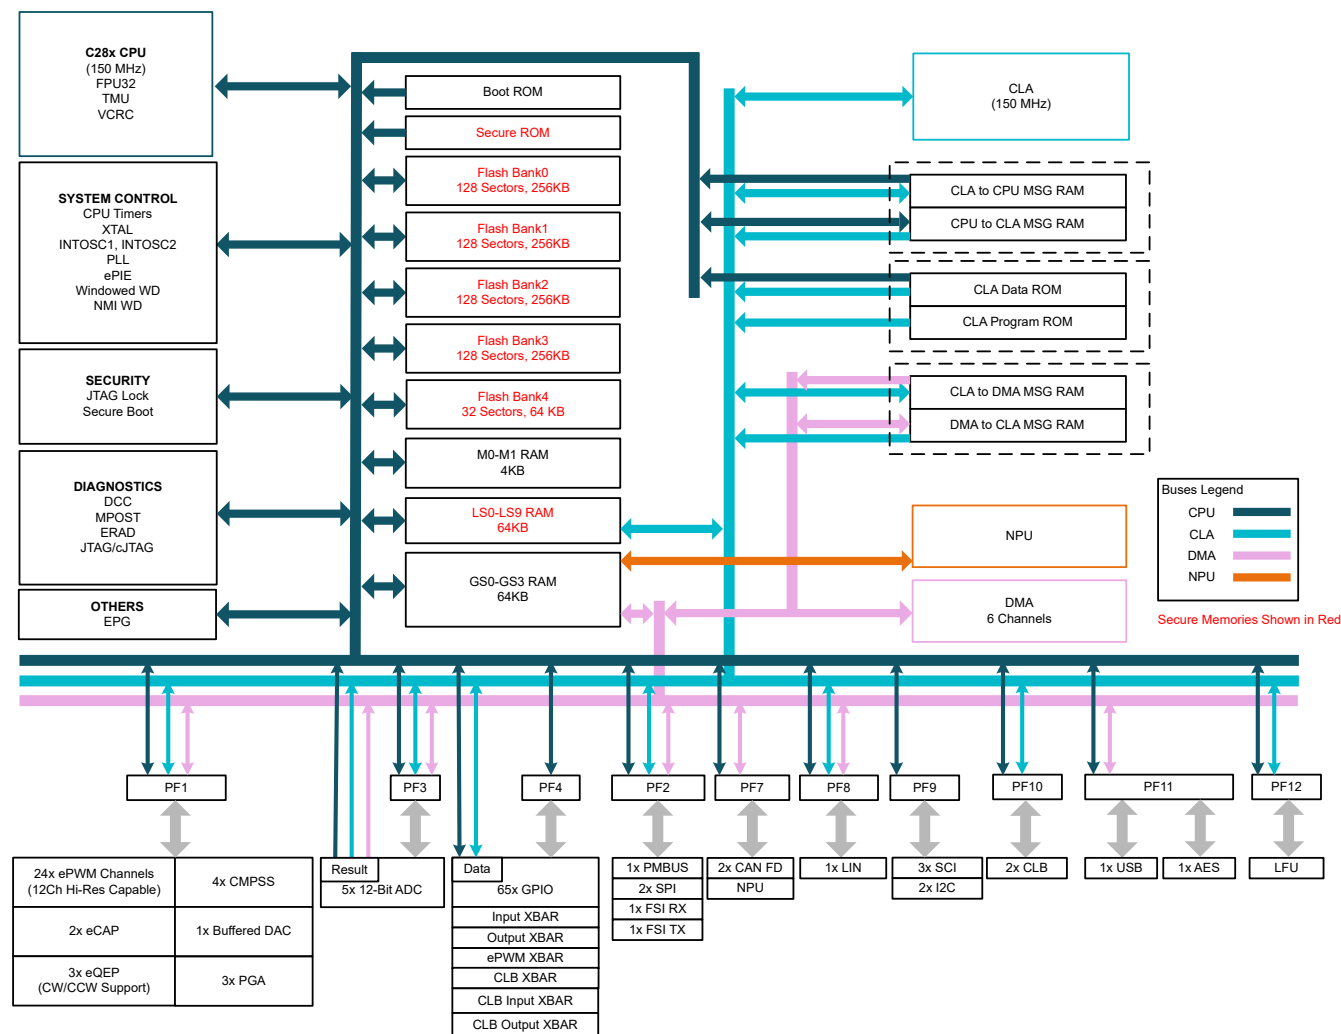 C28x CPU
(150 MHz)
FPU32
TMU
VCRC
SYSTEM CONTROL
CPU Timers
XTAL
INTOSC1, INTOSC2
PLL
ePIE
Windowed WD
NMI WD
SECURITY
JTAG Lock
Secure Boot
DIAGNOSTICS
DCC
MPOST
ERAD
JTAG/cJTAG
OTHERS
EPG
Boot ROM
Secure ROM
Flash Bank0
128 Sectors, 256KB
Flash Bank1
128 Sectors, 256KB
Flash Bank2
128 Sectors, 256KB
Flash Bank3
128 Sectors, 256KB
Flash Bank4
32 Sectors, 64 KB
M0-M1 RAM
4KB
LS0-LS9 RAM
64KB
GS0-GS3 RAM
64KB
CLA
(150 MHz)
CLA to CPU MSG RAM
CPU to CLA MSG RAM
CLA Data ROM
CLA Program ROM
CLA to DMA MSG RAM
DMA to CLA MSG RAM
NPU
DMA
6 Channels
Buses Legend
CPU
CLA
DMA
NPU
Secure Memories Shown in Red
PF1
PF3
PF4
PF2
PF7
PF8
PF9
PF10
PF11
PF12
24x ePWM Channels
(12Ch Hi-Res Capable)
4x CMPSS
2x eCAP
1x Buffered DAC
3x eQEP
(CW/CCW Support)
3x PGA
Result
5x 12-Bit ADC
Data
65x GPIO
Input XBAR
Output XBAR
ePWM XBAR
CLB XBAR
CLB Input XBAR
CLB Output XBAR
1x PMBUS
2x SPI
1x FSI RX
1x FSI TX
2x CAN FD
NPU
1x LIN
3x SCI
2x I2C
2x CLB
1x USB
1x AES
LFU